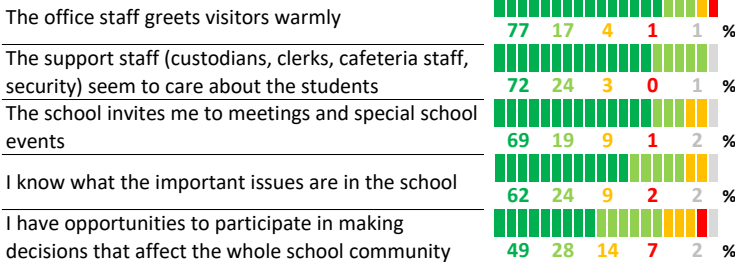 The office staff greets visitors warmly
77 17 4 1 1 %
The support staff (custodians, clerks, cafeteria staff,
security) seem to care about the students
72 24 3 0 1 %
The school invites me to meetings and special school
events
69 19 9 1 2 %
I know what the important issues are in the school
62 24 9 2 2 %
I have opportunities to participate in making
decisions that affect the whole school community
49 28 14 7 2 %